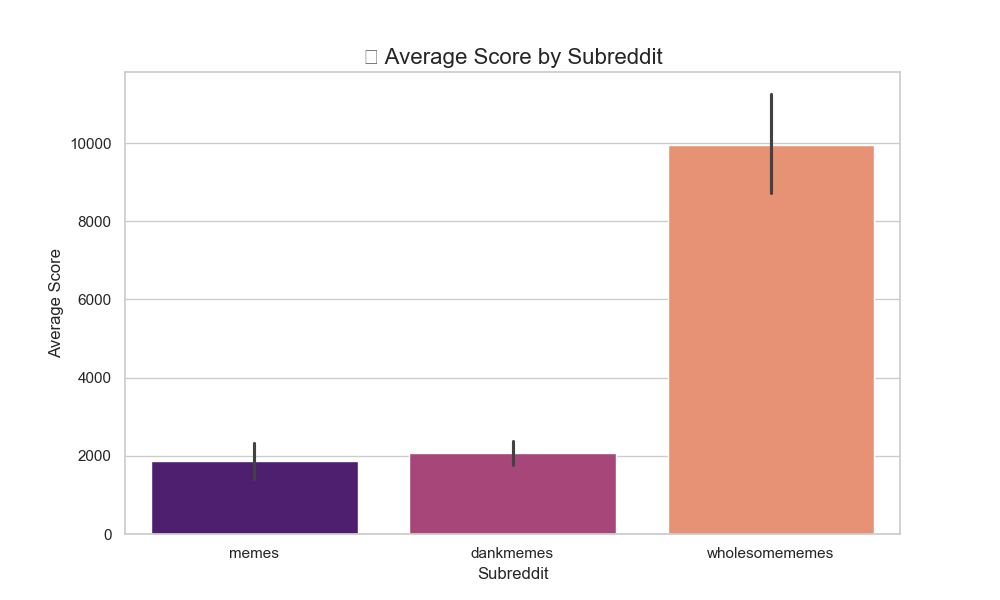 Average Score by Subreddit
10000
8000
6000
4000
2000
0
Average Score
memes
dankmemes
wholesomememes
Subreddit